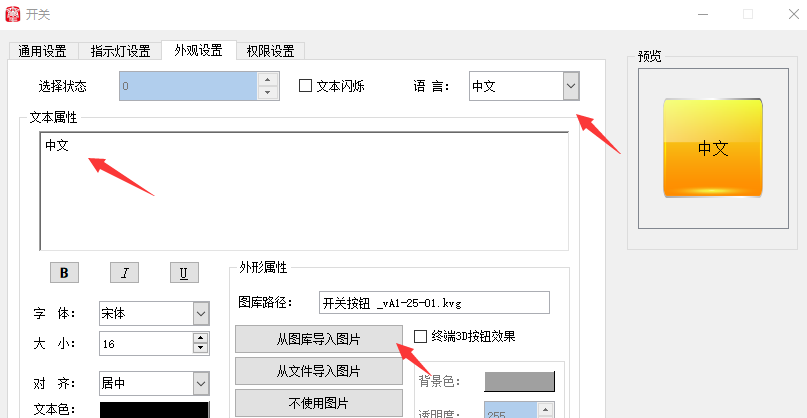 开关
通用设置 指示灯设置 外观设置 权限设置
选择状态 0 文本闪烁 语 言： 中文
预览
文本属性
中文
中文
B I U
外形属性
图库路径： 开关按钮 _vA1-25-01.kvg
字 体： 宋体
从图库导入图片 终端3D按钮效果
大 小： 16
从文件导入图片
对 齐： 居中
背景色：
不使用图片
文本色：
透明度： 255